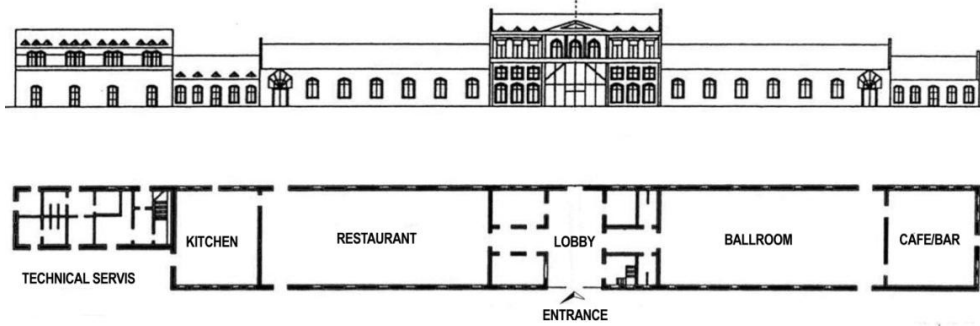 KITCHEN
RESTAURANT
LOBBY
BALLROOM
CAFE/BAR
TECHNICAL SERVIS
ENTRANCE